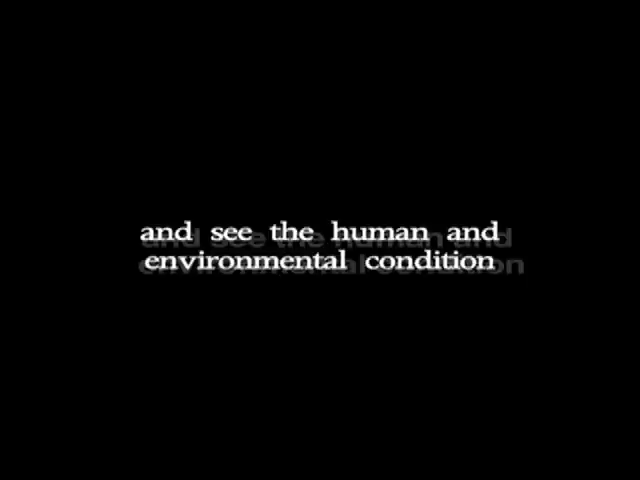 and see the human and
environmental condition